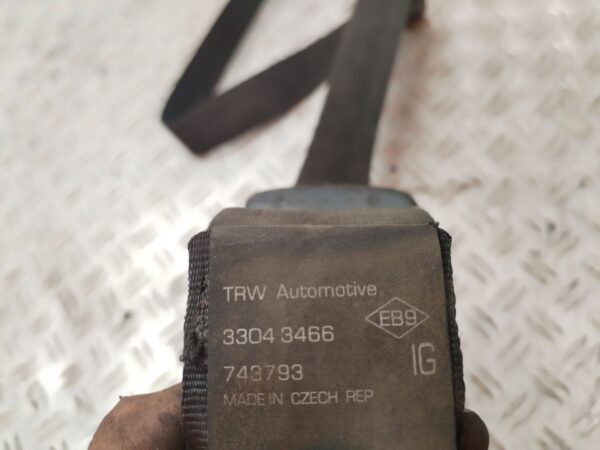 TRW Automotive
EB9
3304 3466
IG
743793
MADE IN CZECH REP